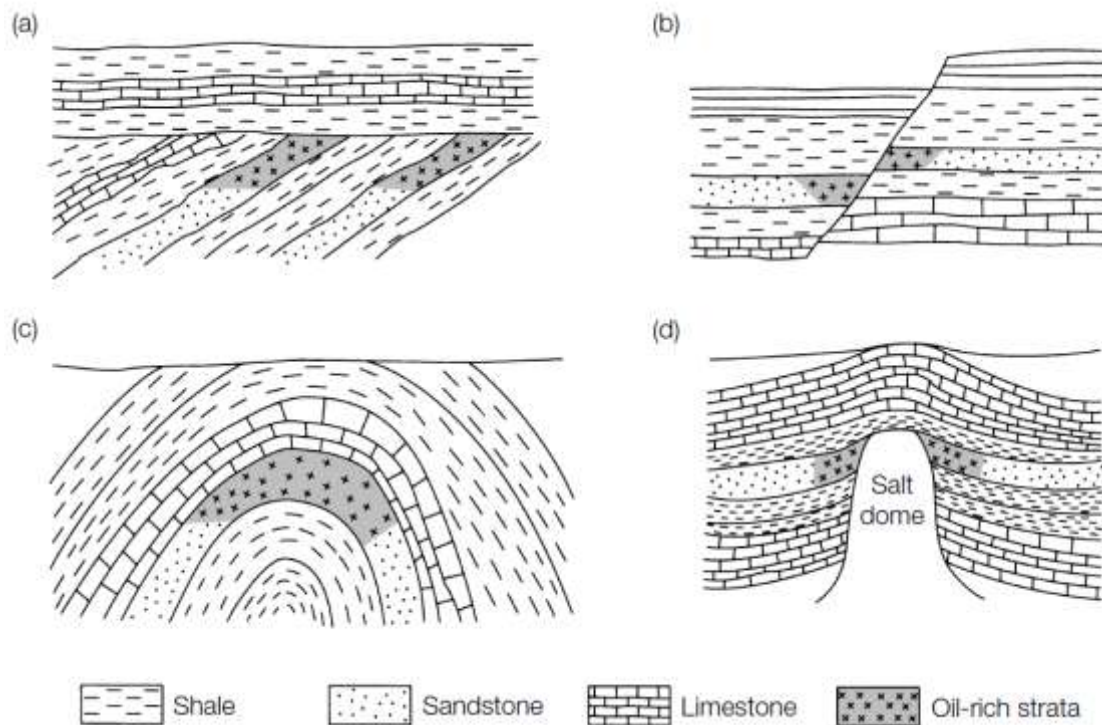 (a)
(b)
(c)
(d)
Salt
dome
Shale
Sandstone
Limestone
Oil-rich strata